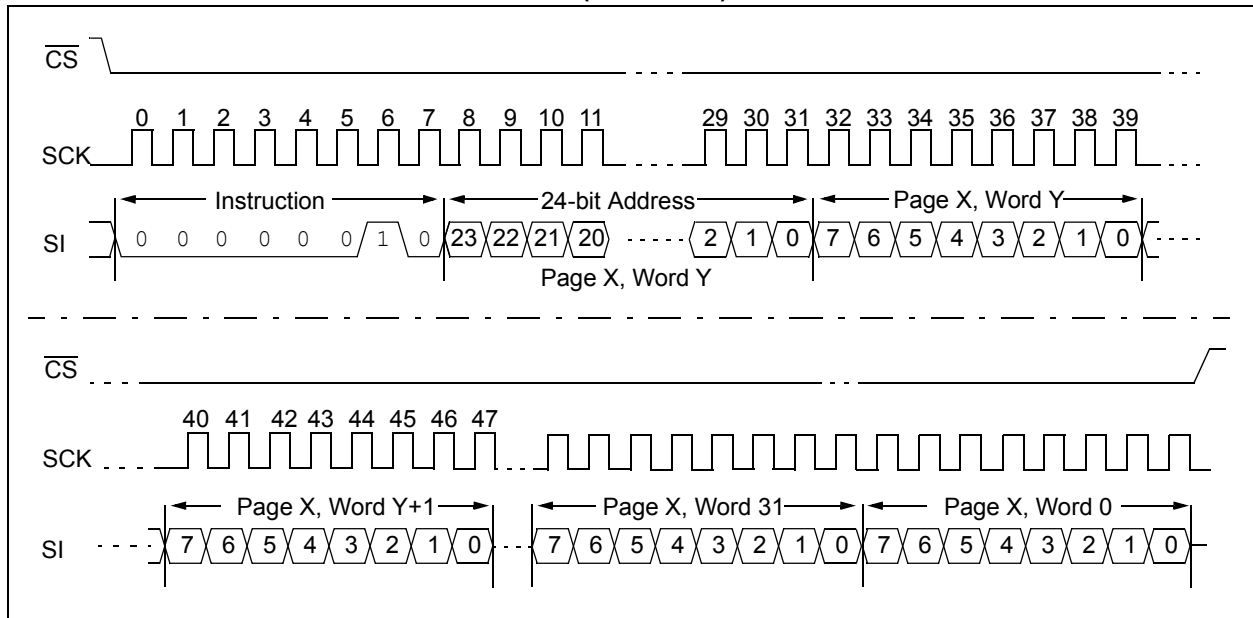 CS
0 1 2 3 4 5 6 7 8 9 10 11 29 30 31 32 33 34 35 36 37 38 39
SCK
Instruction 24-bit Address Page X, Word Y
SI 0 0 0 0 0 0 1 0 23 22 21 20 2 1 0 7 6 5 4 3 2 1 0
Page X, Word Y
CS
40 41 42 43 44 45 46 47
SCK
Page X, Word Y+1 Page X, Word 31 Page X, Word 0
SI 7 6 5 4 3 2 1 0 7 6 5 4 3 2 1 0 7 6 5 4 3 2 1 0